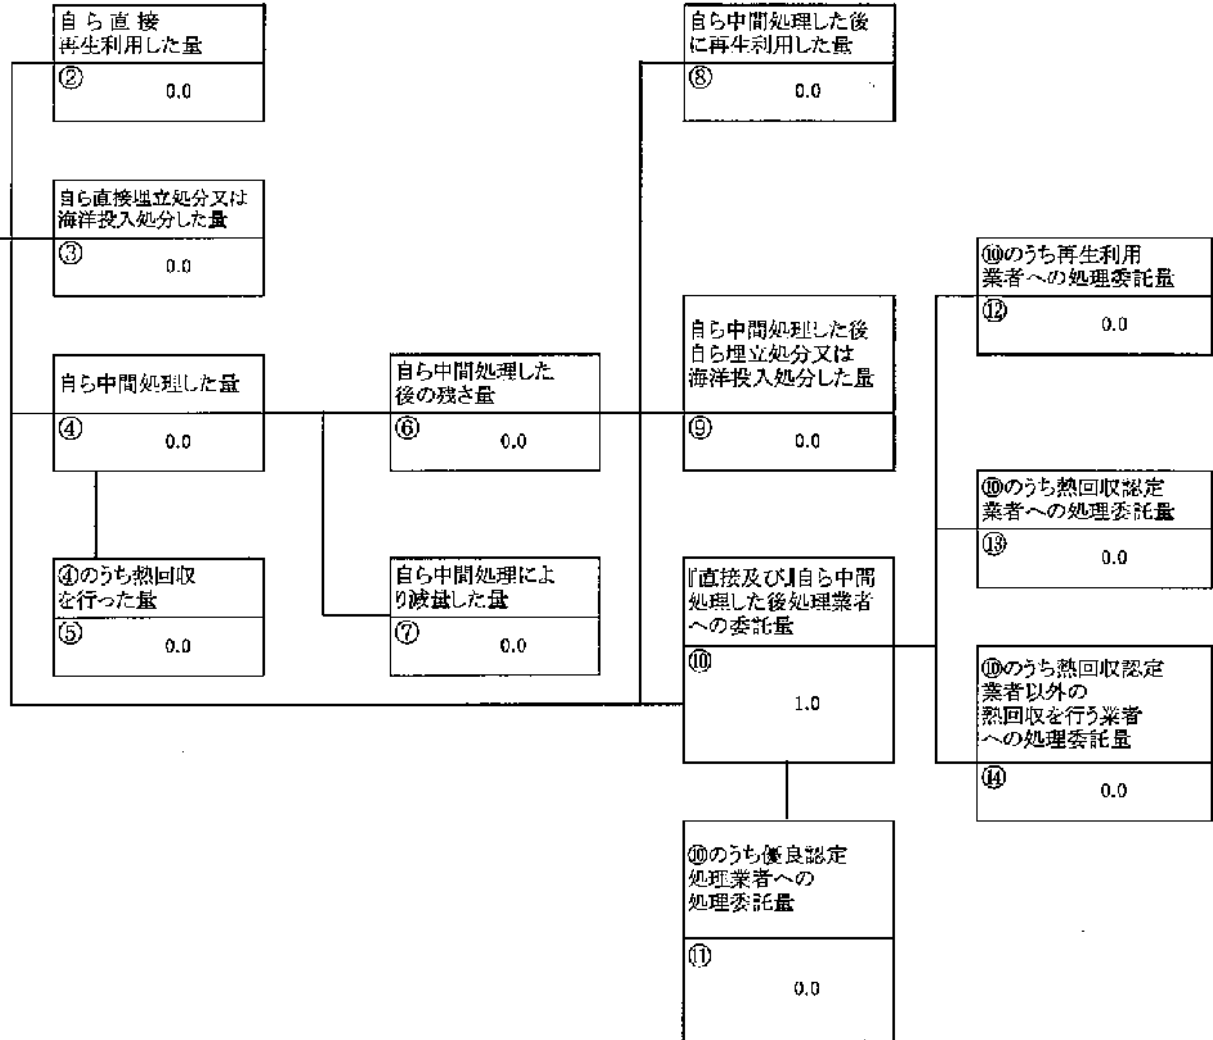 自ら直接
再生利用した量
②
0.0
自ら直接埋立処分又は
海洋投入処分した量
③
0.0
自ら中間処理した量
④
0.0
④のうち熱回収
を行った量
⑤
0.0
自ら中間処理した
後の残さ量
⑥
0.0
自ら中間処理によ
り減量した量
⑦
0.0
自ら中間処理した後
に再生利用した量
⑧
0.0
自ら中間処理した後
自ら埋立処分又は
海洋投入処分した量
⑨
0.0
『直接及び』自ら中間
処理した後処理業者
への委託量
⑩
1.0
⑩のうち優良認定
処理業者への
処理委託量
⑪
0.0
⑩のうち再生利用
業者への処理委託量
⑫
0.0
⑩のうち熱回収認定
業者への処理委託量
⑬
0.0
⑩のうち熱回収認定
業者以外の
熱回収を行う業者
への処理委託量
⑭
0.0